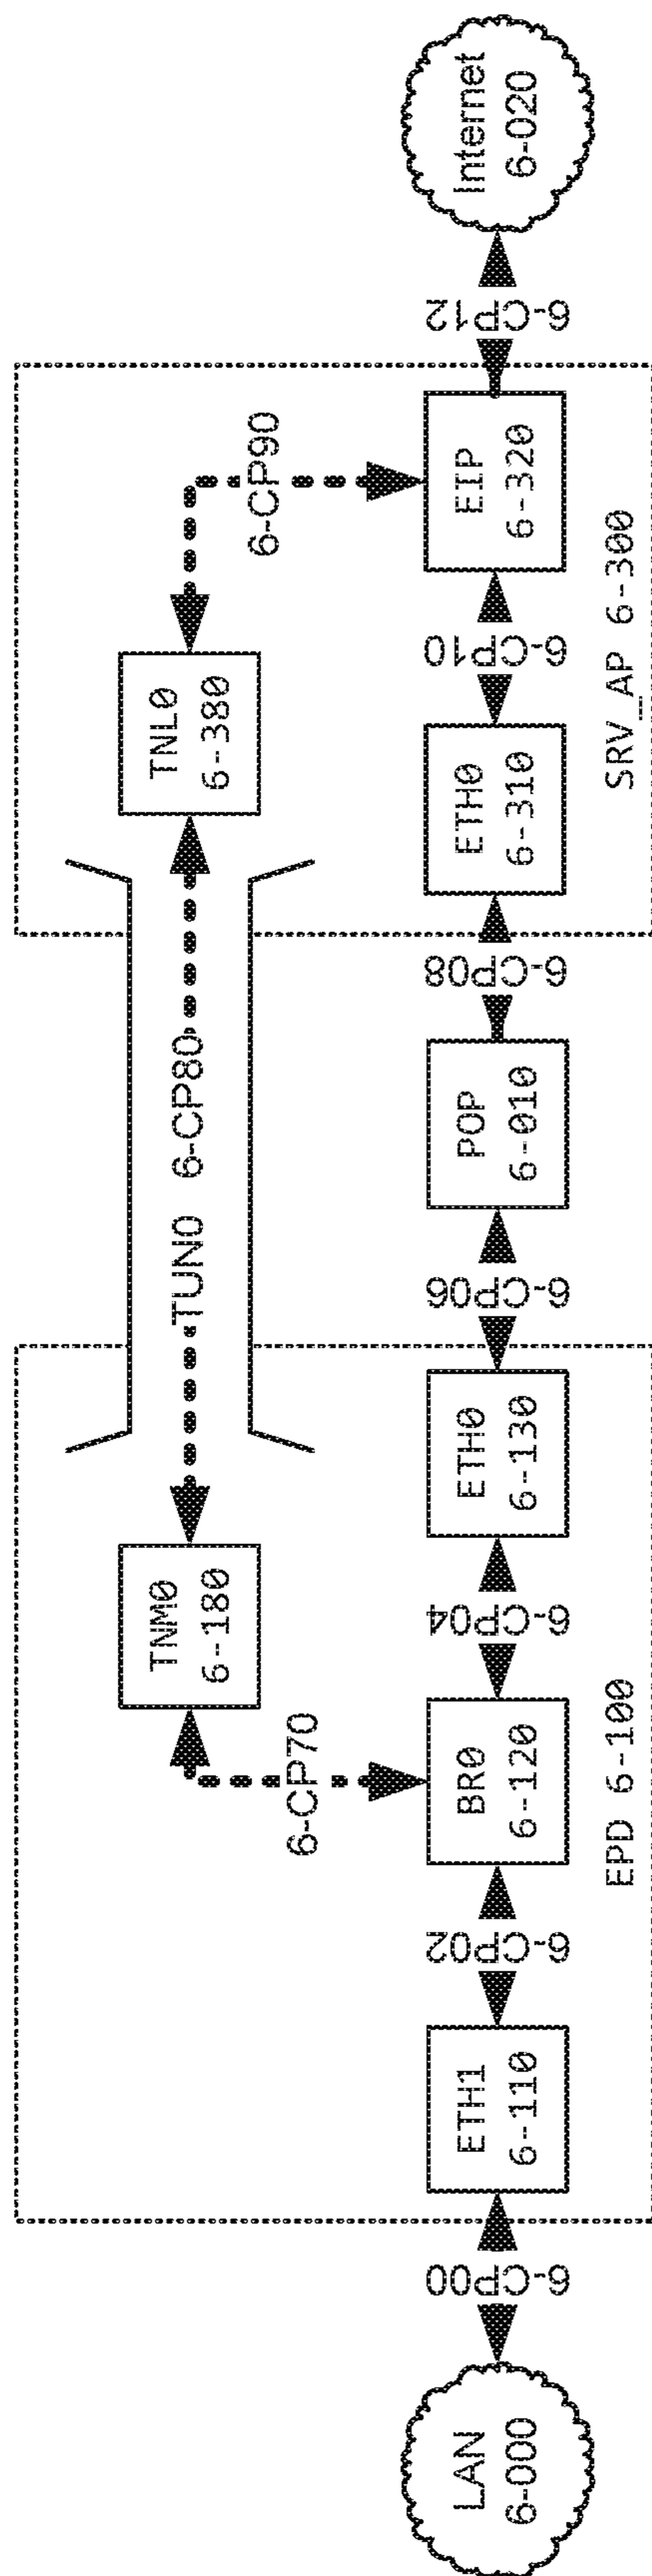 LAN
6-000
6-CP00
ETH1
6-110
6-CP02
BR0
6-120
6-CP70
TNM0
6-180
6-CP04
ETH0
6-130
EPD 6-100
TUN0 6-CP80
6-CP06
POP
6-010
6-CP08
ETH0
6-310
TNL0
6-380
6-CP10
6-CP90
EIP
6-320
SRV_AP 6-300
6-CP12
Internet
6-020